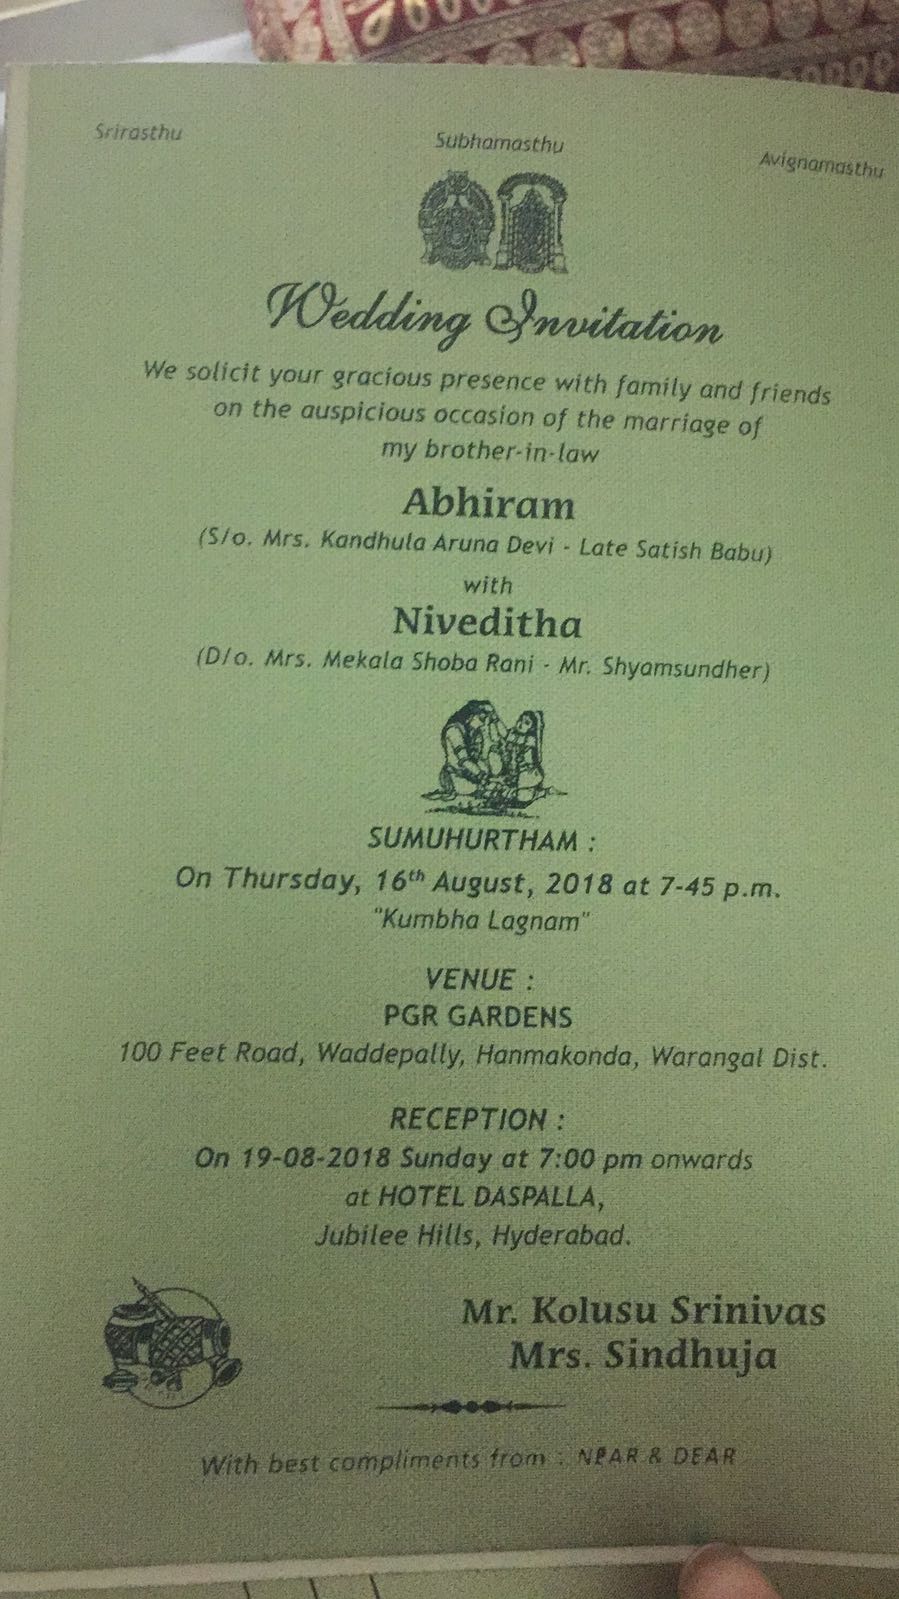 Srirasthu Subhamasthu Avignamasthu
Wedding Invitation
We solicit your gracious presence with family and friends
on the auspicious occasion of the marriage of
my brother-in-law
Abhiram
(S/o. Mrs. Kandhula Aruna Devi - Late Satish Babu)
with
Niveditha
(D/o. Mrs. Mekala Shoba Rani - Mr. Shyamsundher)
SUMUHURTHAM :
On Thursday, 16th August, 2018 at 7-45 p.m.
"Kumbha Lagnam"
VENUE :
PGR GARDENS
100 Feet Road, Waddepally, Hanmakonda, Warangal Dist.
RECEPTION :
On 19-08-2018 Sunday at 7:00 pm onwards
at HOTEL DASPALLA,
Jubilee Hills, Hyderabad.
Mr. Kolusu Srinivas
Mrs. Sindhuja
With best compliments from : NEAR & DEAR